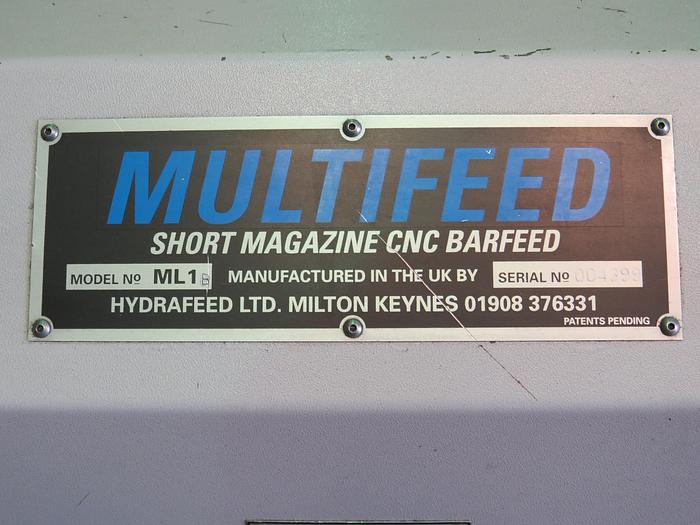 MULTIFEED
SHORT MAGAZINE CNC BARFEED
MODEL Nº ML1 MANUFACTURED IN THE UK BY SERIAL Nº
HYDRAFEED LTD. MILTON KEYNES 01908 376331
PATENTS PENDING